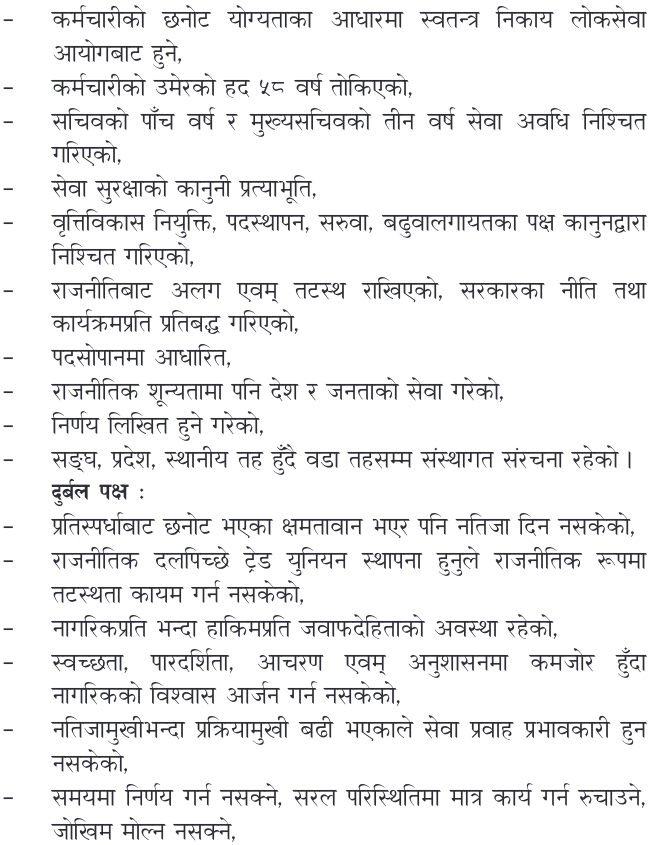 – कर्मचारीको छनोट योग्यताका आधारमा स्वतन्त्र निकाय लोकसेवा
आयोगबाट हुने,
– कर्मचारीको उमेरको हद ५८ वर्ष तोकिएको,
– सचिवको पाँच वर्ष र मुख्यसचिवको तीन वर्ष सेवा अवधि निश्चित
गरिएको,
– सेवा सुरक्षाको कानुनी प्रत्याभूति,
– वृत्तिविकास नियुक्ति, पदस्थापन, सरुवा, बढुवालगायतका पक्ष कानुनद्वारा
निश्चित गरिएको,
– राजनीतिबाट अलग एवम् तटस्थ राखिएको, सरकारका नीति तथा
कार्यक्रमप्रति प्रतिबद्ध गरिएको,
– पदसोपानमा आधारित,
– राजनीतिक शून्यतामा पनि देश र जनताको सेवा गरेको,
– निर्णय लिखित हुने गरेको,
– सङ्घ, प्रदेश, स्थानीय तह हुँदै वडा तहसम्म संस्थागत संरचना रहेको ।
दुर्बल पक्ष :
– प्रतिस्पर्धाबाट छनोट भएका क्षमतावान भएर पनि नतिजा दिन नसकेको,
– राजनीतिक दलपिच्छे ट्रेड युनियन स्थापना हुनुले राजनीतिक रूपमा
तटस्थता कायम गर्न नसकेको,
– नागरिकप्रति भन्दा हाकिमप्रति जवाफदेहिताको अवस्था रहेको,
– स्वच्छता, पारदर्शिता, आचरण एवम् अनुशासनमा कमजोर हुँदा
नागरिकको विश्वास आर्जन गर्न नसकेको,
– नतिजामुखीभन्दा प्रक्रियामुखी बढी भएकाले सेवा प्रवाह प्रभावकारी हुन
नसकेको,
– समयमा निर्णय गर्न नसक्ने, सरल परिस्थितिमा मात्र कार्य गर्न रुचाउने,
जोखिम मोल्न नसक्ने,